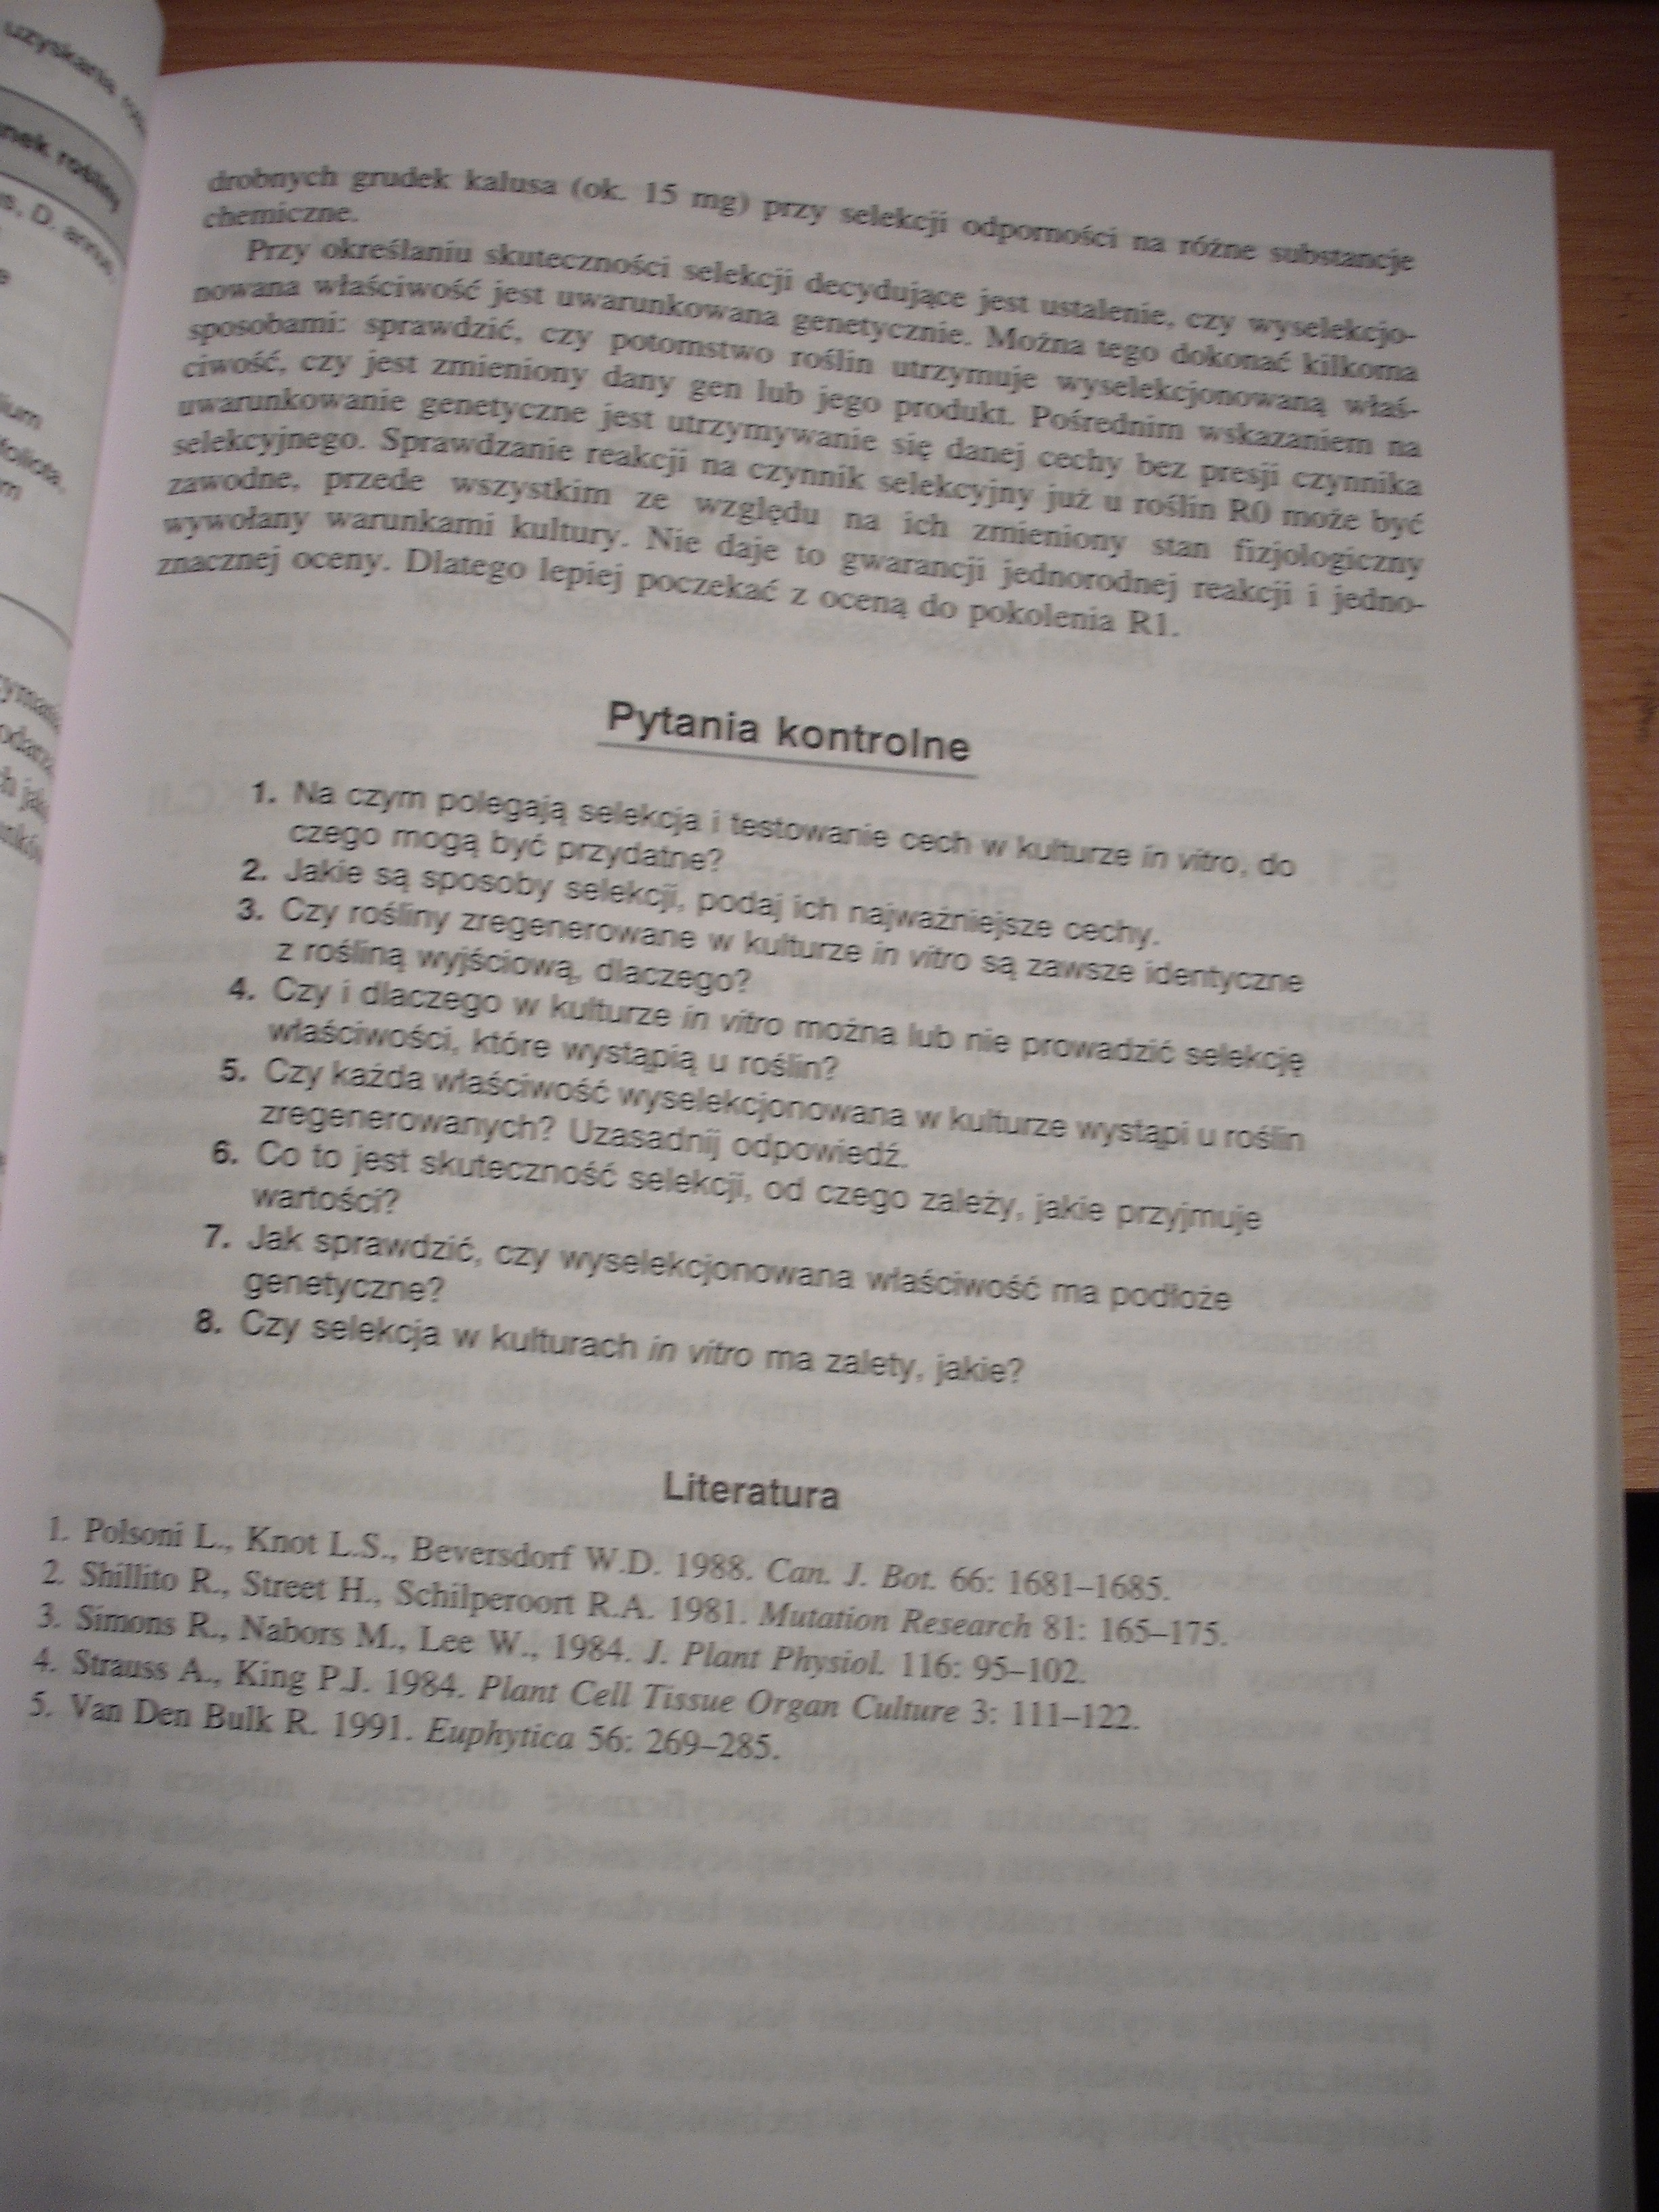 uzyskania
drobnych grudek kalusa (ok. 15 mg) przy selekcji odporności na różne substancje
chemiczne.
Przy określaniu skuteczności selekcji decydujące jest ustalenie, czy wyselekcjo-
nowana właściwość jest uwarunkowana genetycznie. Można tego dokonać kilkoma
sposobami: sprawdzić, czy potomstwo roślin utrzymuje wyselekcjonowaną właś-
ciwość, czy jest zmieniony dany gen lub jego produkt. Pośrednim wskazaniem na
uwarunkowanie genetyczne jest utrzymywanie się danej cechy bez presji czynnika
selekcyjnego. Sprawdzanie reakcji na czynnik selekcyjny już u roślin R0 może być
zawodne, przede wszystkim ze względu na ich zmieniony stan fizjologiczny
wywołany warunkami kultury. Nie daje to gwarancji jednorodnej reakcji i jedno-
znacznej oceny. Dlatego lepiej poczekać z oceną do pokolenia R1.
Pytania kontrolne
1. Na czym polegają selekcja i testowanie cech w kulturze in vitro, do
czego mogą być przydatne?
2. Jakie są sposoby selekcji, podaj ich najważniejsze cechy.
3. Czy rośliny zregenerowane w kulturze in vitro są zawsze identyczne
z rośliną wyjściową, dlaczego?
4. Czy i dlaczego w kulturze in vitro można lub nie prowadzić selekcję
właściwości, które wystąpią u roślin?
5. Czy każda właściwość wyselekcjonowana w kulturze wystąpi u roślin
zregenerowanych? Uzasadnij odpowiedź.
6. Co to jest skuteczność selekcji, od czego zależy, jakie przyjmuje
wartości?
7. Jak sprawdzić, czy wyselekcjonowana właściwość ma podłoże
genetyczne?
8. Czy selekcja w kulturach in vitro ma zalety, jakie?
Literatura
1. Polsoni L., Knot L.S., Beversdorf W.D. 1988. Can. J. Bot. 66: 1681–1685.
2. Shillito R., Street H., Schilperoort R.A. 1981. Mutation Research 81: 165–175.
3. Simons R., Nabors M., Lee W., 1984. J. Plant Physiol. 116: 95–102.
4. Strauss A., King P.J. 1984. Plant Cell Tissue Organ Culture 3: 111–122.
5. Van Den Bulk R. 1991. Euphytica 56: 269–285.